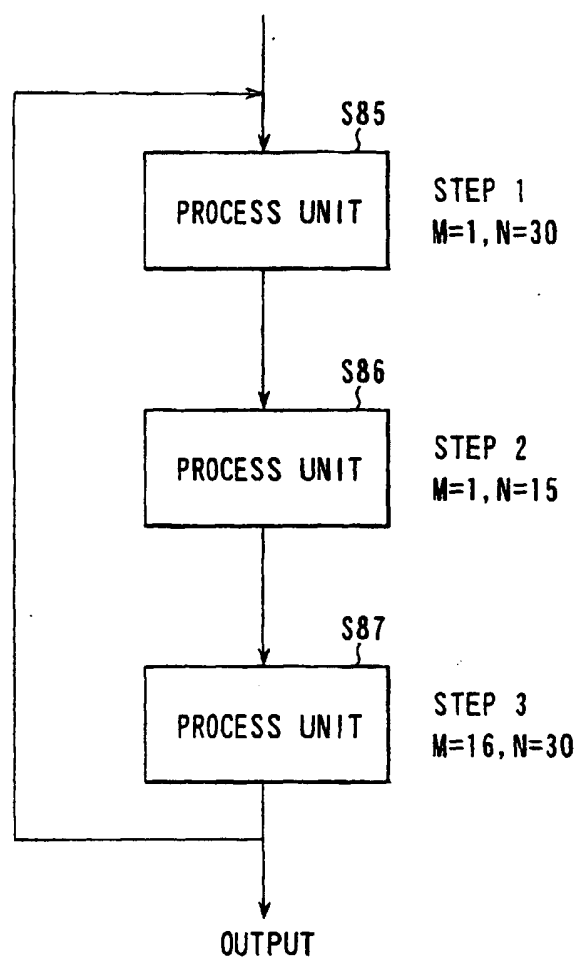 S85
PROCESS UNIT
STEP 1
M=1, N=30
S86
PROCESS UNIT
STEP 2
M=1, N=15
S87
PROCESS UNIT
STEP 3
M=16, N=30
OUTPUT